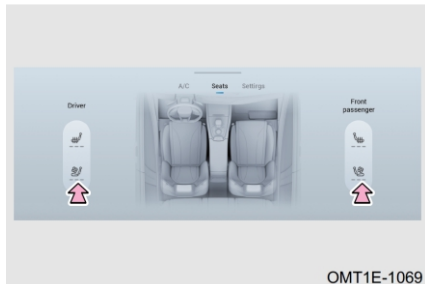 A/C Seats Settings
Driver
Front
passenger
OMT1E-1069